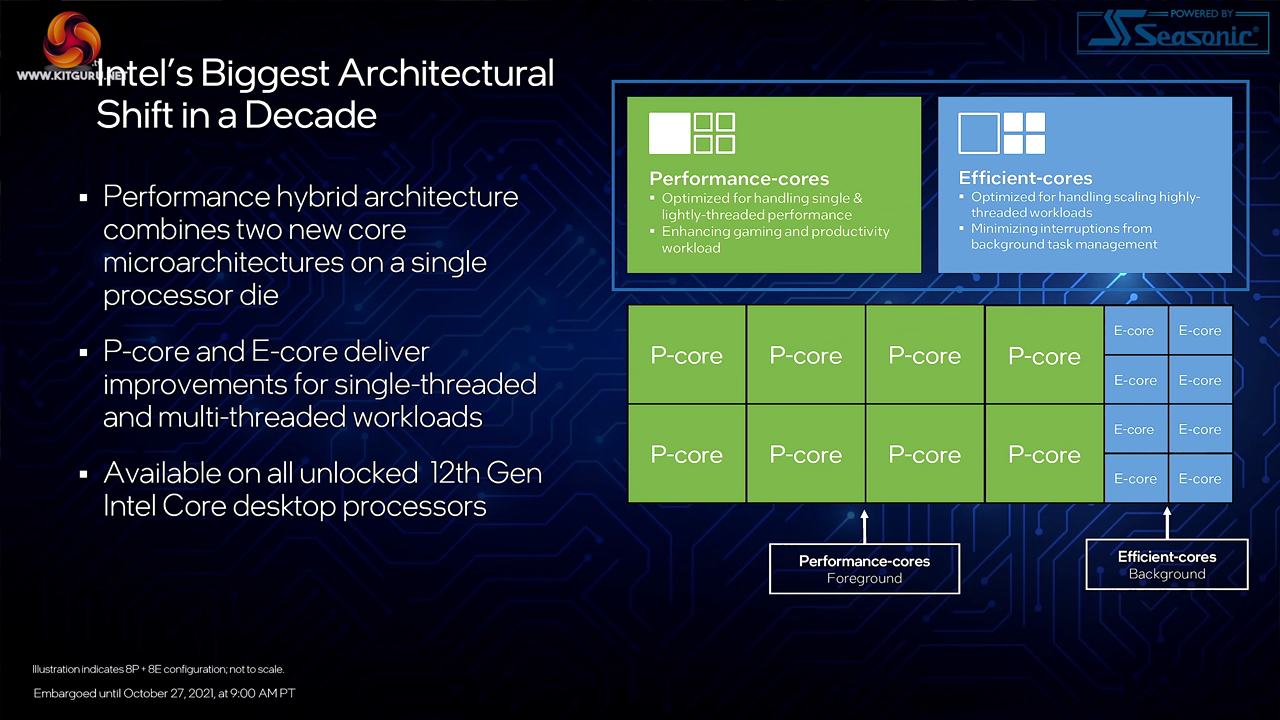 POWERED BY
Seasonic
WWW.KITGURU.NET
Intel's Biggest Architectural
Shift in a Decade
▪ Performance hybrid architecture
combines two new core
microarchitectures on a single
processor die
▪ P-core and E-core deliver
improvements for single-threaded
and multi-threaded workloads
▪ Available on all unlocked 12th Gen
Intel Core desktop processors
Performance-cores
▪ Optimized for handling single &
lightly-threaded performance
▪ Enhancing gaming and productivity
workload
Efficient-cores
▪ Optimized for handling scaling highly-
threaded workloads
▪ Minimizing interruptions from
background task management
P-core P-core P-core P-core E-core E-core
E-core E-core
P-core P-core P-core P-core E-core E-core
E-core E-core
Performance-cores
Foreground
Efficient-cores
Background
Illustration indicates 8P + 8E configuration; not to scale.
Embargoed until October 27, 2021, at 9:00 AM PT